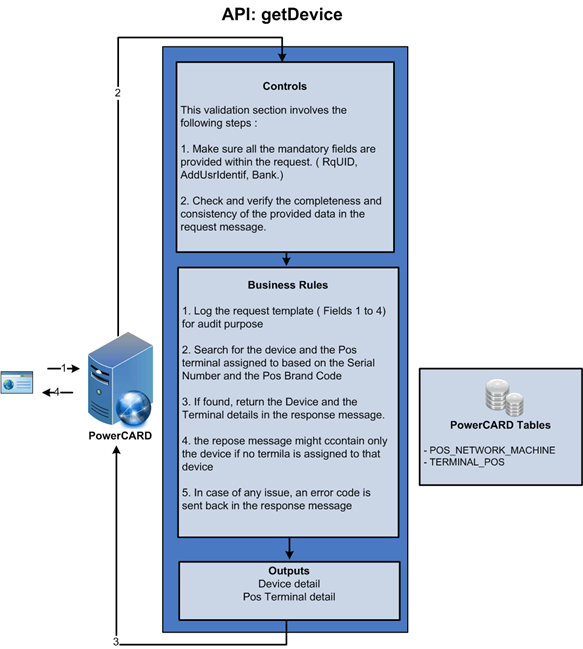 API: getDevice
2
Controls
This validation section involves the
following steps :
1. Make sure all the mandatory fields are
provided within the request. ( RqUID,
AddUsrIdentif, Bank.)
2. Check and verify the completeness and
consistency of the provided data in the
request message.
Business Rules
1. Log the request template ( Fields 1 to 4)
for audit purpose
2. Search for the device and the Pos
terminal assigned to based on the Serial
Number and the Pos Brand Code
3. If found, return the Device and the
Terminal details in the response message.
4. the repose message might ccontain only
the device if no termila is assigned to that
device
5. In case of any issue, an error code is
sent back in the response message
1
4
PowerCARD
PowerCARD Tables
- POS_NETWORK_MACHINE
- TERMINAL_POS
Outputs
Device detail
Pos Terminal detail
3